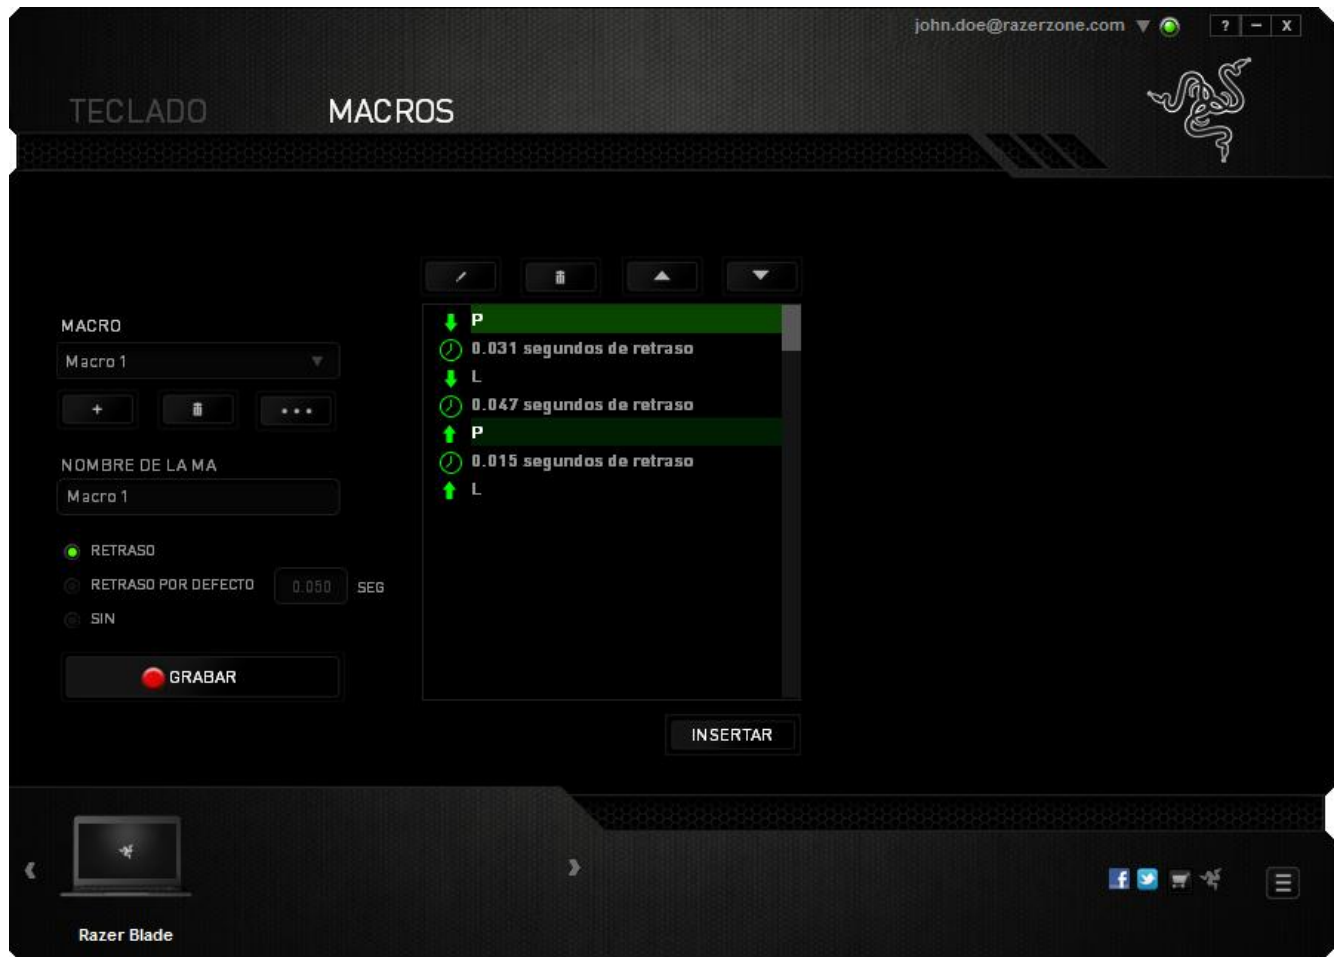 john.doe@razerzone.com
? - X
TECLADO MACROS
MACRO
Macro 1
+
NOMBRE DE LA MA
Macro 1
RETRASO
RETRASO POR DEFECTO 0.050 SEG
SIN
GRABAR
P
0.031 segundos de retraso
L
0.047 segundos de retraso
P
0.015 segundos de retraso
L
INSERTAR
Razer Blade